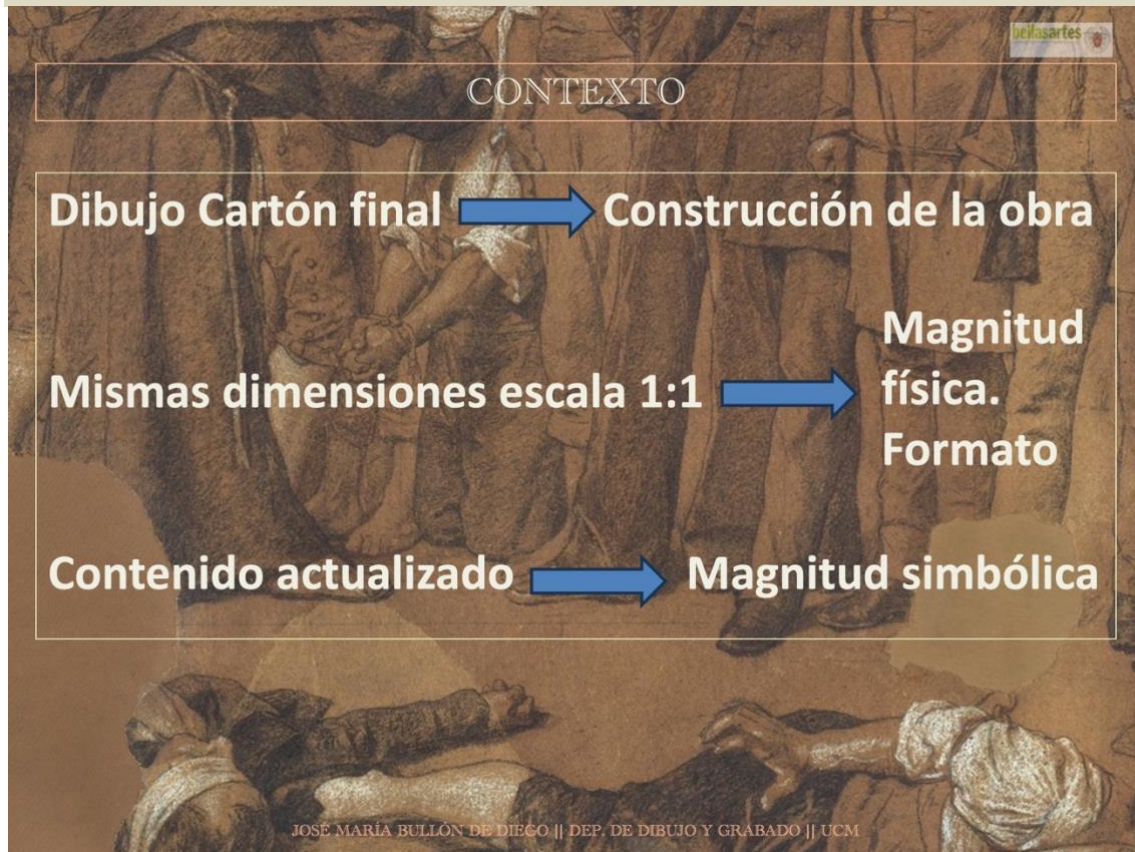 bellasartes
CONTEXTO
Dibujo Cartón final Construcción de la obra
Mismas dimensiones escala 1:1 Magnitud
física.
Formato
Contenido actualizado Magnitud simbólica
JOSÉ MARÍA BULLÓN DE DIEGO || DEP. DE DIBUJO Y GRABADO || UCM